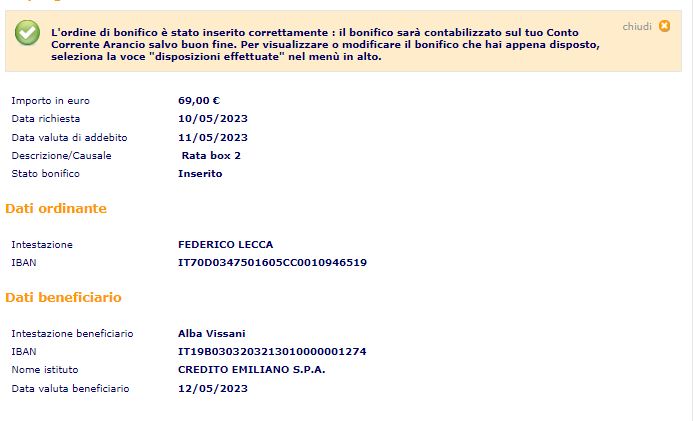 L'ordine di bonifico è stato inserito correttamente : il bonifico sarà contabilizzato sul tuo Conto
Corrente Arancio salvo buon fine. Per visualizzare o modificare il bonifico che hai appena disposto,
seleziona la voce "disposizioni effettuate" nel menù in alto.
chiudi
Importo in euro 69,00 €
Data richiesta 10/05/2023
Data valuta di addebito 11/05/2023
Descrizione/Causale Rata box 2
Stato bonifico Inserito
Dati ordinante
Intestazione FEDERICO LECCA
IBAN IT70D0347501605CC0010946519
Dati beneficiario
Intestazione beneficiario Alba Vissani
IBAN IT19B0303203213010000001274
Nome istituto CREDITO EMILIANO S.P.A.
Data valuta beneficiario 12/05/2023